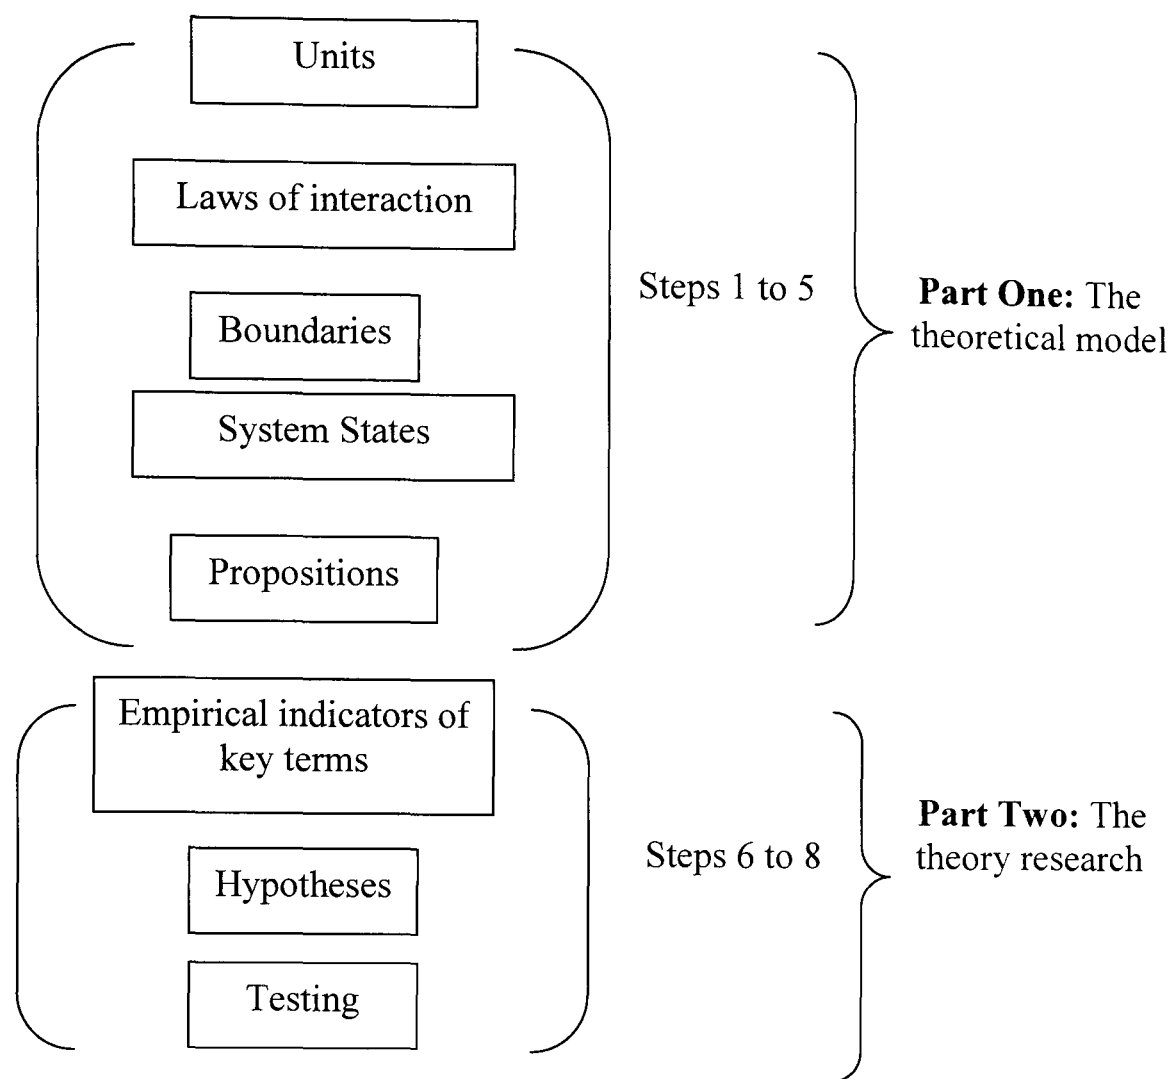 Units
Laws of interaction
Boundaries
System States
Propositions
Steps 1 to 5
Part One: The
theoretical model
Empirical indicators of
key terms
Hypotheses
Testing
Steps 6 to 8
Part Two: The
theory research